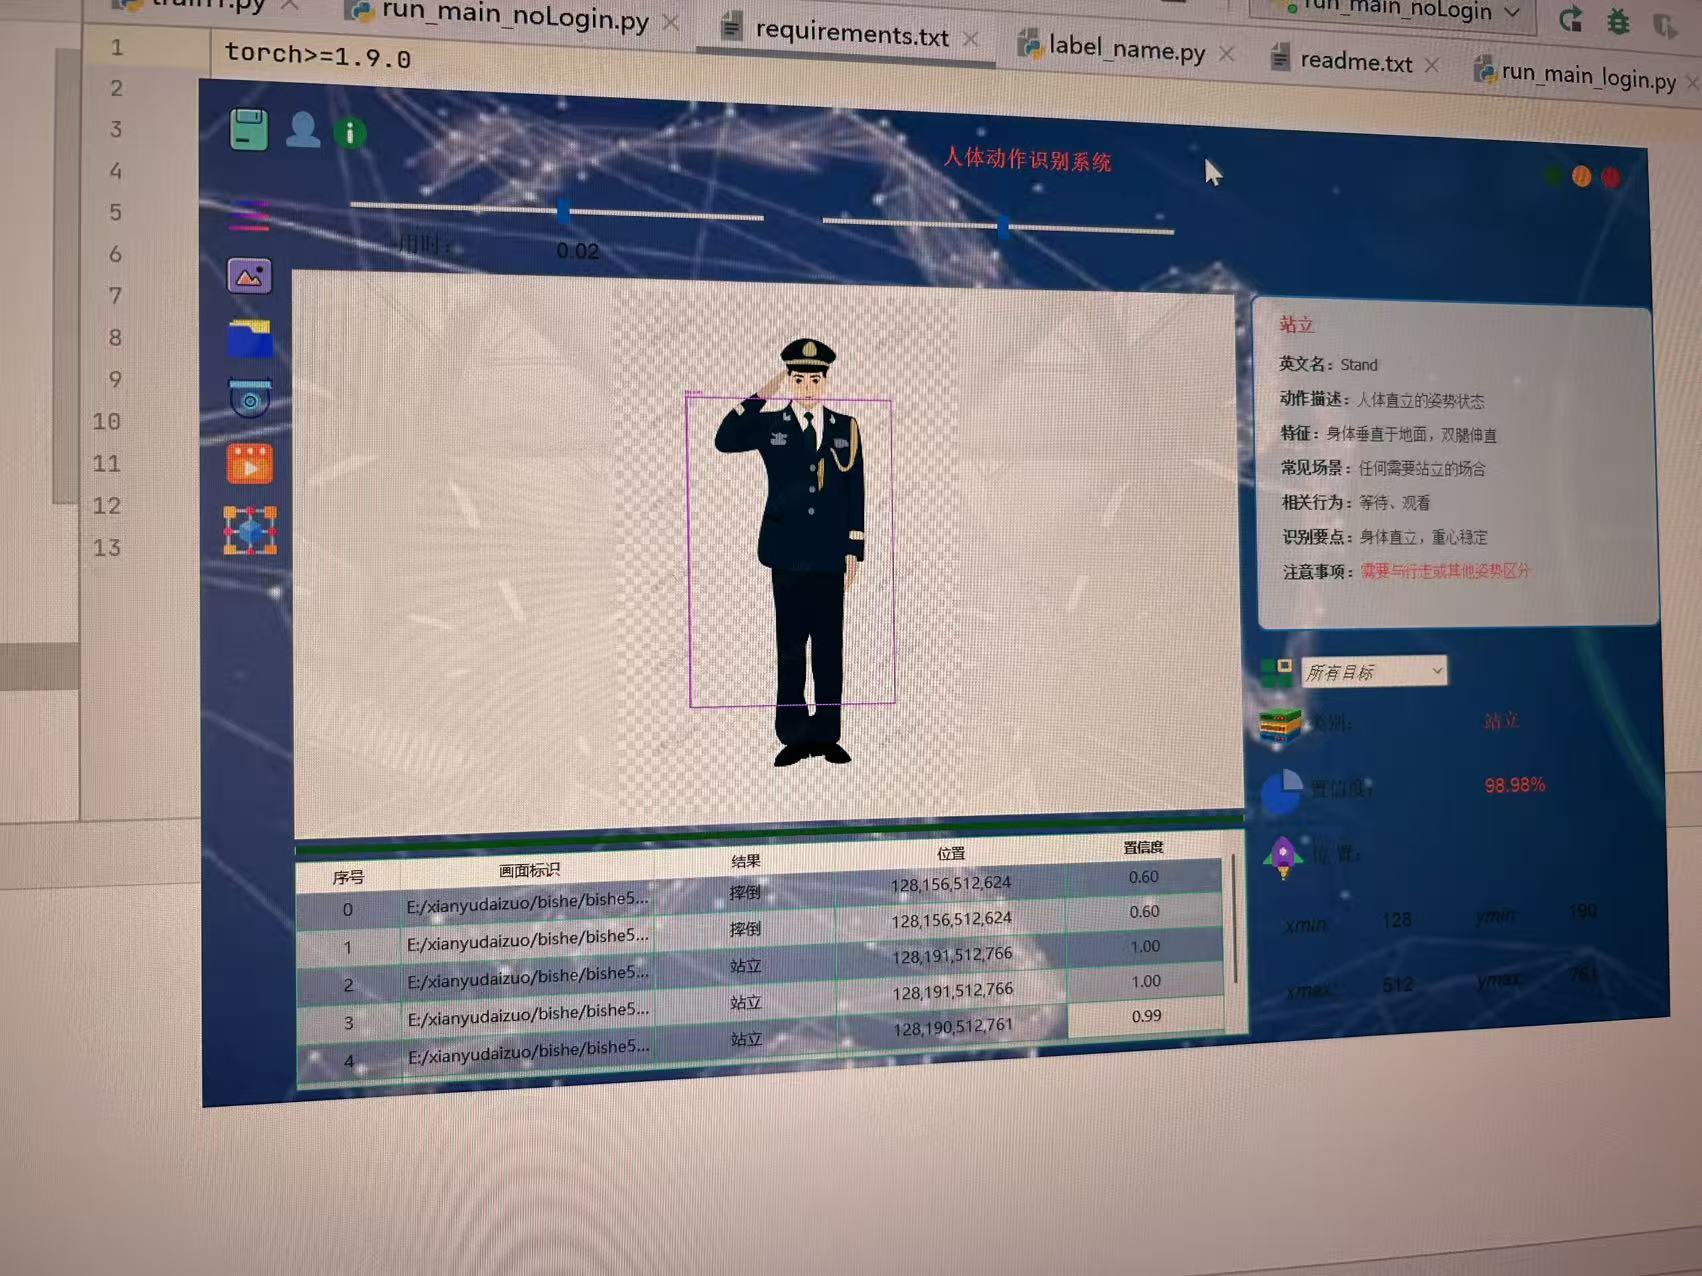 run_main_noLogin.py
requirements.txt
label_name.py
readme.txt
run_main_login.py
run_main_noLogin
1
torch>=1.9.0
2
3
4
5
6
7
8
9
10
11
12
13
人体动作识别系统
用时：
0.02
站立
英文名：Stand
动作描述：人体直立的姿势状态
特征：身体垂直于地面，双腿伸直
常见场景：任何需要站立的场合
相关行为：等待、观看
识别要点：身体直立，重心稳定
注意事项：需要与行走或其他姿势区分
所有目标
类别：
站立
置信度：
98.98%
位置：
xmin: 128 ymin: 190
xmax: 512 ymax: 761
序号 画面标识 结果 位置 置信度
0 E:/xianyudaizuo/bishe/bishe5... 摔倒 128,156,512,624 0.60
1 E:/xianyudaizuo/bishe/bishe5... 摔倒 128,156,512,624 0.60
2 E:/xianyudaizuo/bishe/bishe5... 站立 128,191,512,766 1.00
3 E:/xianyudaizuo/bishe/bishe5... 站立 128,191,512,766 1.00
4 E:/xianyudaizuo/bishe/bishe5... 站立 128,190,512,761 0.99